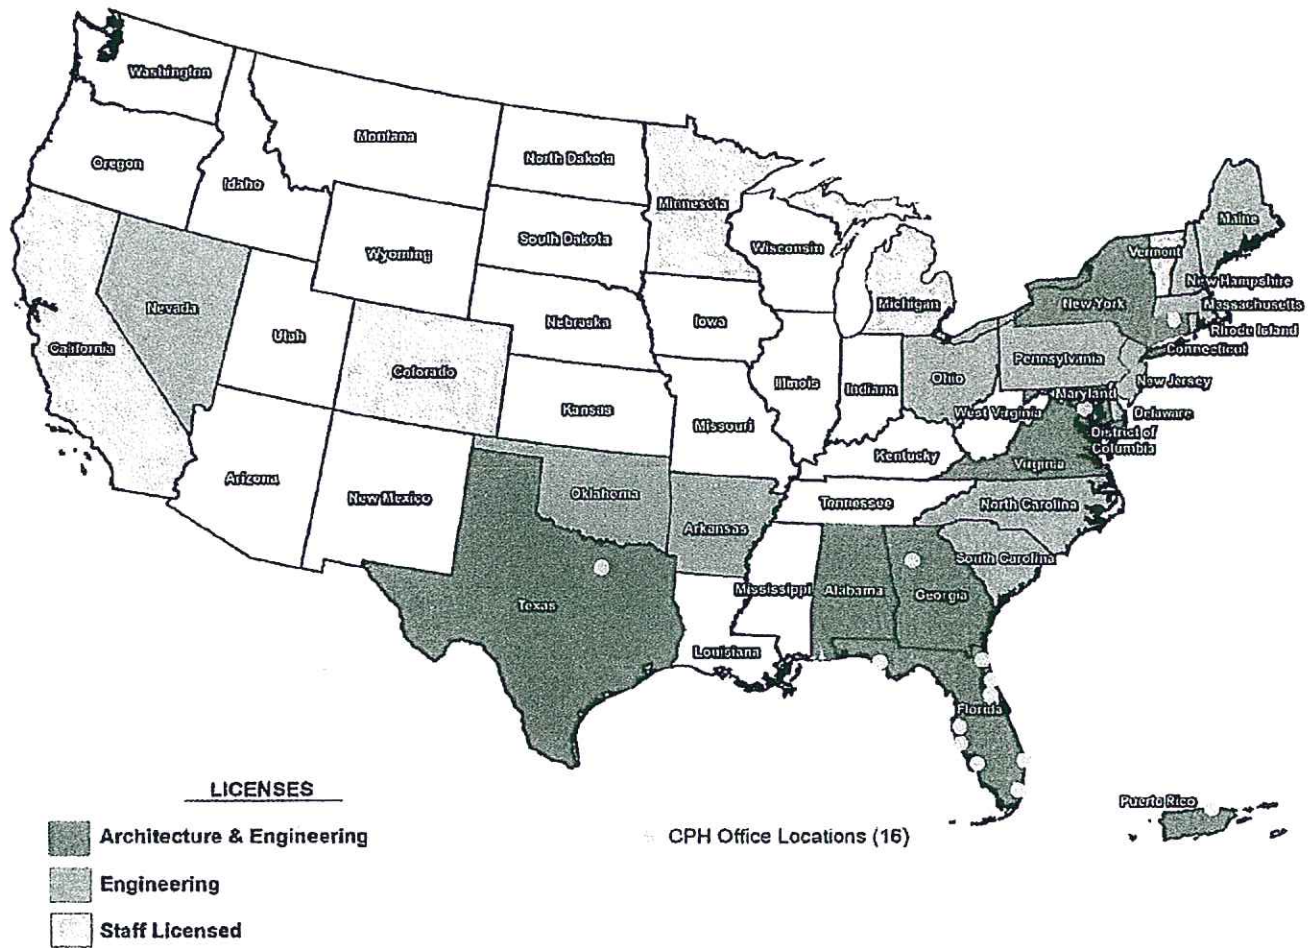 Washington
Montana
North Dakota
Oregon
Idaho
Minnesota
Maine
South Dakota
Wisconsin
Vermont
Wyoming
New Hampshire
Michigan
New York
Massachusetts
Nevada
Nebraska
Iowa
Rhode Island
Utah
California
Connecticut
Pennsylvania
Colorado
Ohio
Illinois
Indiana
New Jersey
Maryland
Kansas
West Virginia
Delaware
Missouri
District of
Columbia
Kentucky
Virginia
Arizona
New Mexico
Oklahoma
Tennessee
North Carolina
Arkansas
South Carolina
Mississippi
Alabama
Georgia
Texas
Louisiana
Florida
Puerto Rico
LICENSES
Architecture & Engineering
CPH Office Locations (16)
Engineering
Staff Licensed